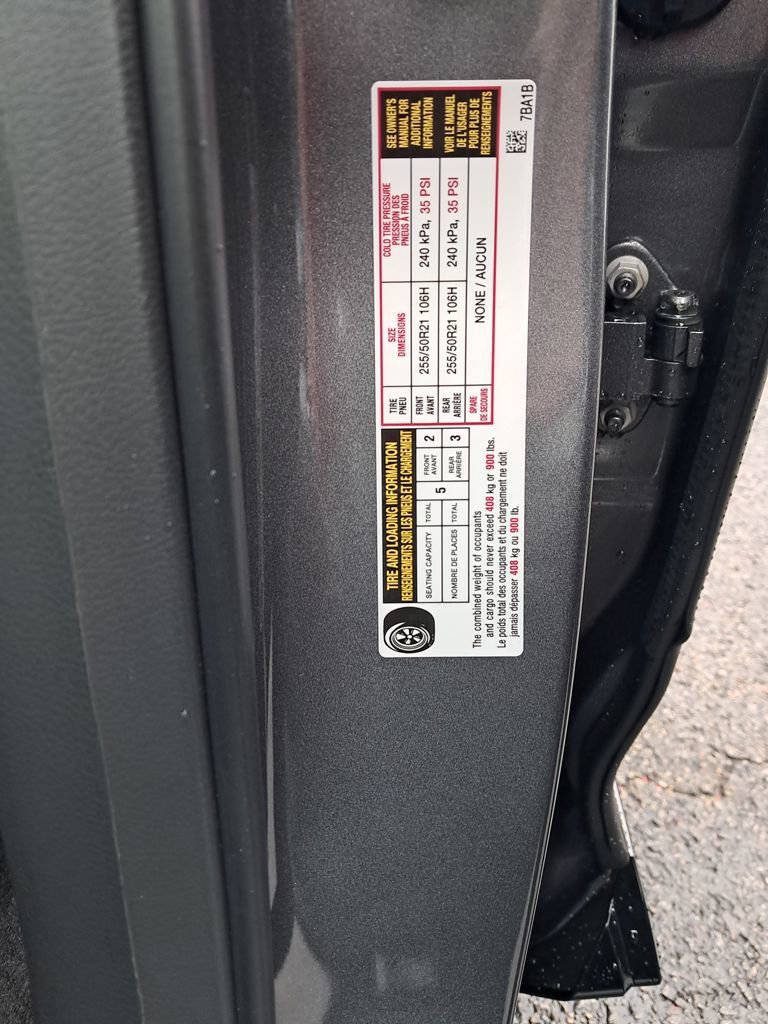 TIRE AND LOADING INFORMATION
RENSEIGNEMENTS SUR LES PNEUS ET LE CHARGEMENT
SEATING CAPACITY
NOMBRE DE PLACES
TOTAL
TOTAL
5
FRONT
AVANT
2
REAR
ARRIÈRE
3
The combined weight of occupants
and cargo should never exceed 408 kg or 900 lbs.
Le poids total des occupants et du chargement ne doit
jamais dépasser 408 kg ou 900 lb.
TIRE
PNEU
SIZE
DIMENSIONS
COLD TIRE PRESSURE
PRESSION DES
PNEUS À FROID
FRONT
AVANT
255/50R21 106H
240 kPa, 35 PSI
REAR
ARRIÈRE
255/50R21 106H
240 kPa, 35 PSI
SPARE
DE SECOURS
NONE / AUCUN
SEE OWNER'S
MANUAL FOR
ADDITIONAL
INFORMATION
VOIR LE MANUEL
DE L'USAGER
POUR PLUS DE
RENSEIGNEMENTS
7BA1B